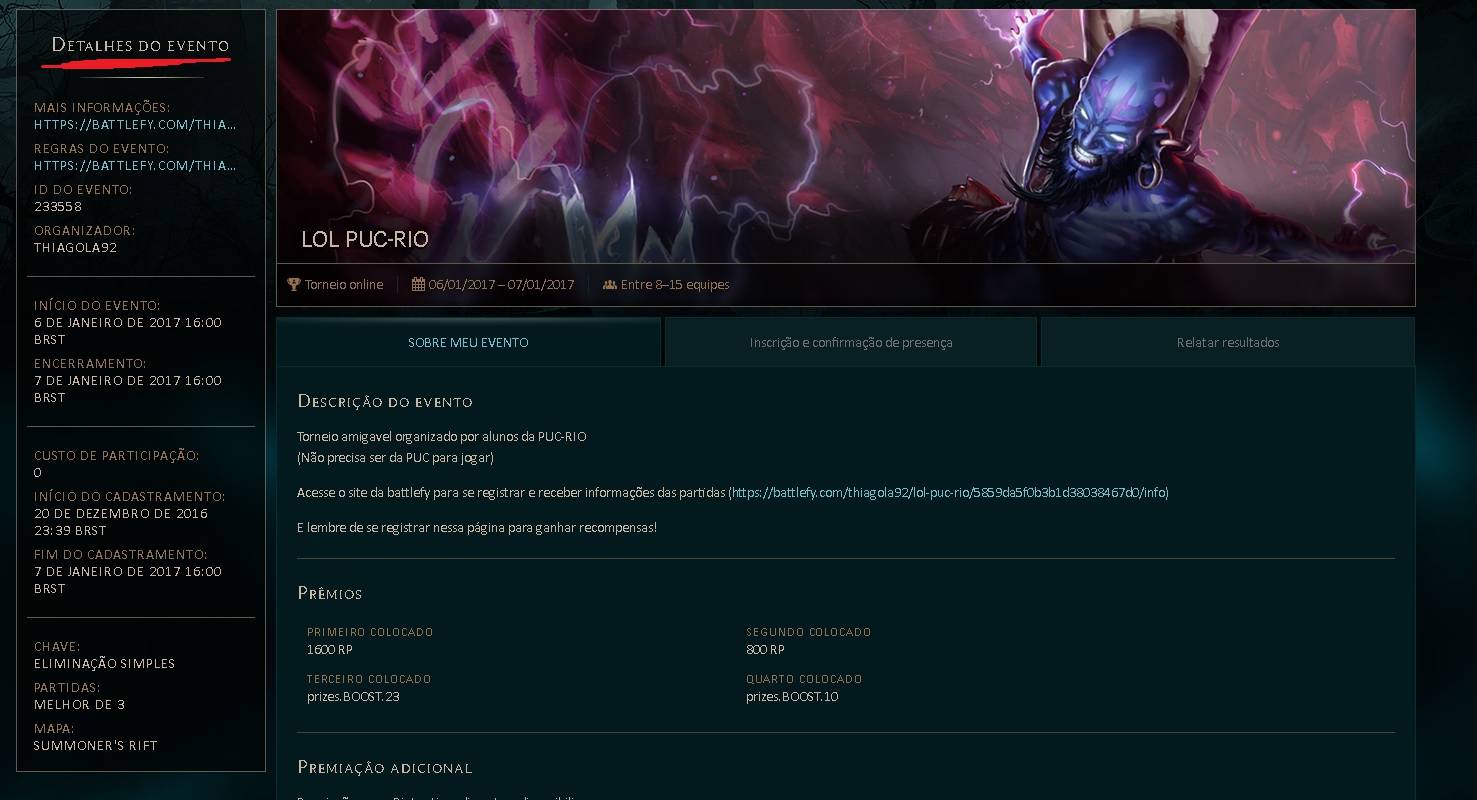 DETALHES DO EVENTO
MAIS INFORMAÇÕES:
HTTPS://BATTLEFY.COM/THIA...
REGRAS DO EVENTO:
HTTPS://BATTLEFY.COM/THIA...
ID DO EVENTO:
233558
ORGANIZADOR:
THIAGOLA92
INÍCIO DO EVENTO:
6 DE JANEIRO DE 2017 16:00
BRST
ENCERRAMENTO:
7 DE JANEIRO DE 2017 16:00
BRST
CUSTO DE PARTICIPAÇÃO:
0
INÍCIO DO CADASTRAMENTO:
20 DE DEZEMBRO DE 2016
23:39 BRST
FIM DO CADASTRAMENTO:
7 DE JANEIRO DE 2017 16:00
BRST
CHAVE:
ELIMINAÇÃO SIMPLES
PARTIDAS:
MELHOR DE 3
MAPA:
SUMMONER'S RIFT
LOL PUC-RIO
Torneio online 06/01/2017 – 07/01/2017 Entre 8–15 equipes
SOBRE MEU EVENTO Inscrição e confirmação de presença Relatar resultados
DESCRIÇÃO DO EVENTO
Torneio amigavel organizado por alunos da PUC-RIO
(Não precisa ser da PUC para jogar)
Acesse o site da battlefy para se registrar e receber informações das partidas (https://battlefy.com/thiagola92/lol-puc-rio/5859da5f0b3b1d38038467d0/info)
E lembre de se registrar nessa página para ganhar recompensas!
PRÊMIOS
PRIMEIRO COLOCADO SEGUNDO COLOCADO
1600 RP 800 RP
TERCEIRO COLOCADO QUARTO COLOCADO
prizes.BOOST.23 prizes.BOOST.10
PREMIAÇÃO ADICIONAL